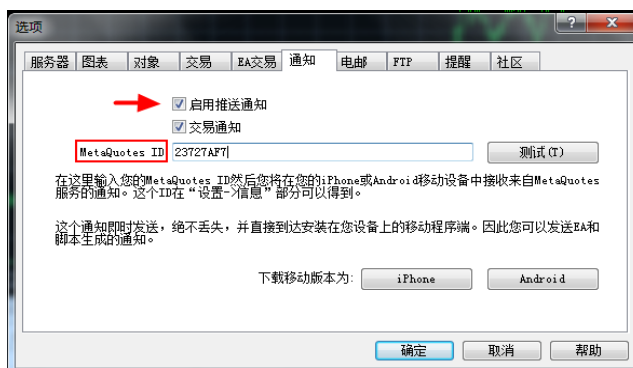 选项
服务器 图表 对象 交易 EA交易 通知 电邮 FTP 提醒 社区
启用推送通知
交易通知
MetaQuotes ID 23727AF7 测试(T)
在这里输入您的MetaQuotes ID然后您将在您的iPhone或Android移动设备中接收来自MetaQuotes
服务的通知。这个ID在“设置->信息”部分可以得到。
这个通知即时发送，绝不丢失，并直接到达安装在您设备上的移动程序端。因此您可以发送EA和
脚本生成的通知。
下载移动版本为: iPhone Android
确定 取消 帮助